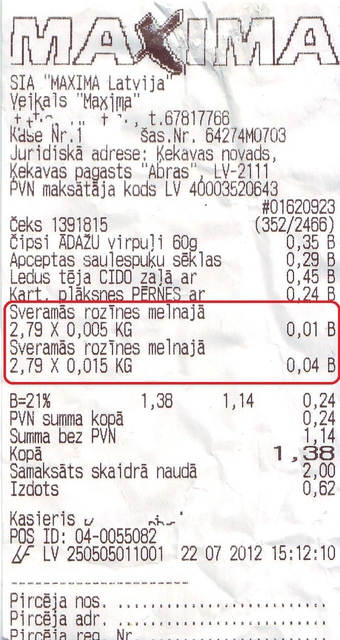 MAXIMA
SIA "MAXIMA Latvija"
Veikals "Maxima"
, t.67817766
Kase Nr.1 šas.Nr. 64274M0703
Juridiskā adrese: Ķekavas novads,
Ķekavas pagasts "Abras", LV-2111
PVN maksātāja kods LV 40003520643
#01620923
Čeks 1391815 (352/2466)
Čipsi ĀDAŽU virpuļi 60g 0,35 B
Apceptas saulespuķu sēklas 0,29 B
Ledus tēja CIDO zaļā ar 0,45 B
Kart. plāksnes PĒRNES ar 0,24 B
Sveramās rozīnes melnajā
2,79 X 0,005 KG 0,01 B
Sveramās rozīnes melnajā
2,79 X 0,015 KG 0,04 B
B=21% 1,38 1,14 0,24
PVN summa kopā 0,24
Summa bez PVN 1,14
Kopā 1,38
Samaksāts skaidrā naudā 2,00
Izdots 0,62
Kasieris
POS ID: 04-0055082
LV 250505011001 22 07 2012 15:12:10
Pircēja nos. ......................
Pircēja adr. ......................
Pircēja reg. Nr.